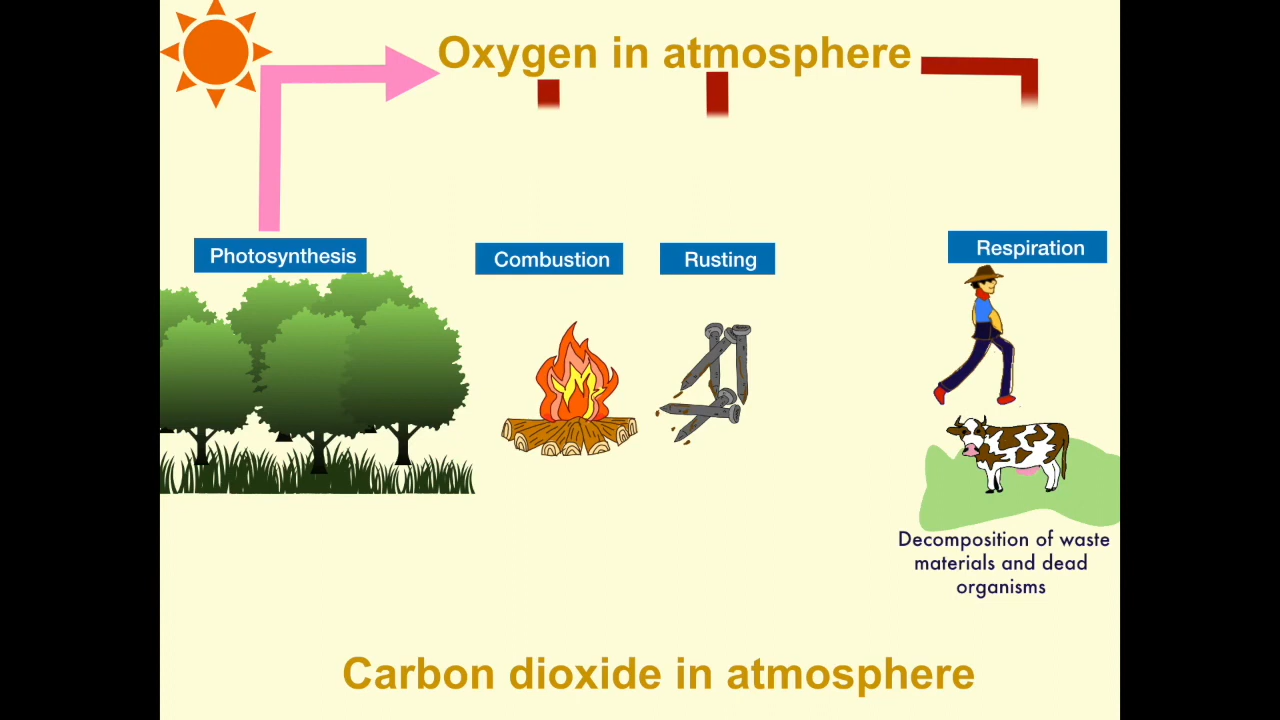 Oxygen in atmosphere
Photosynthesis
Combustion
Rusting
Respiration
Decomposition of waste
materials and dead
organisms
Carbon dioxide in atmosphere